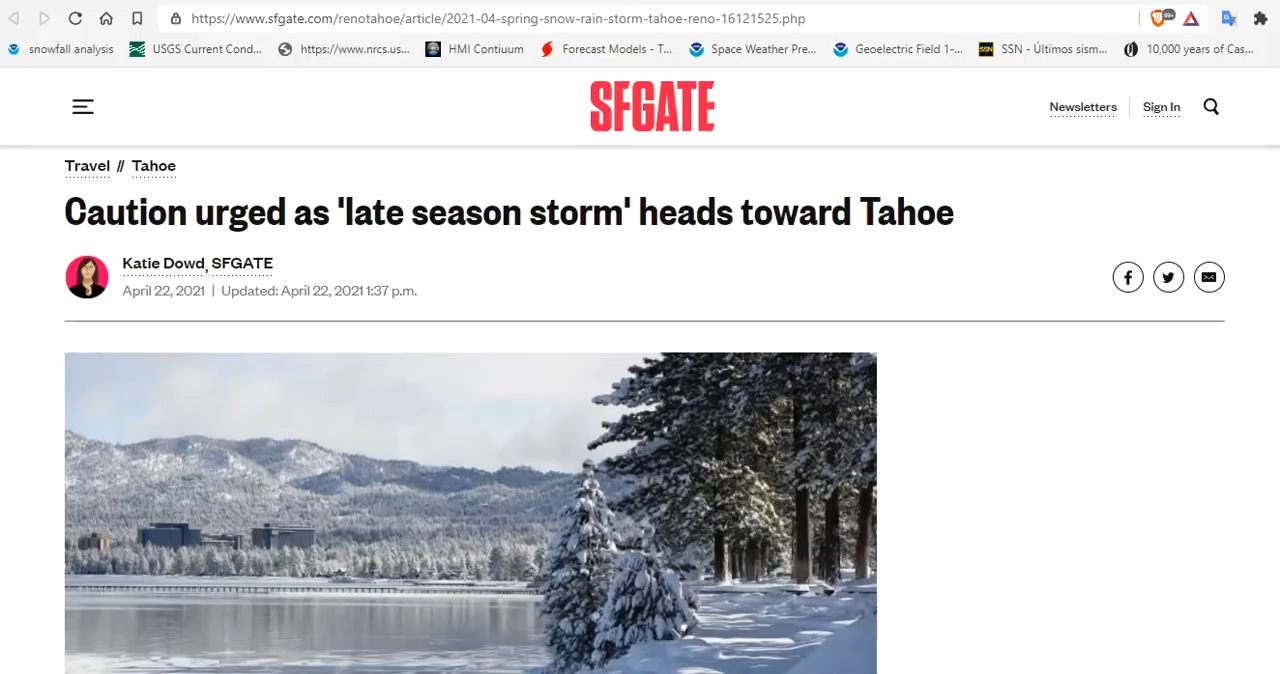 https://www.sfgate.com/renotahoe/article/2021-04-spring-snow-rain-storm-tahoe-reno-16121525.php
99+
snowfall analysis USGS Current Cond... https://www.nrcs.us... HMI Contiuum Forecast Models - T... Space Weather Pre... Geoelectric Field 1-... SSN SSN - Últimos sism... 10,000 years of Cas...
SFGATE
Newsletters Sign In
Travel // Tahoe
Caution urged as 'late season storm' heads toward Tahoe
Katie Dowd, SFGATE
April 22, 2021 | Updated: April 22, 2021 1:37 p.m.